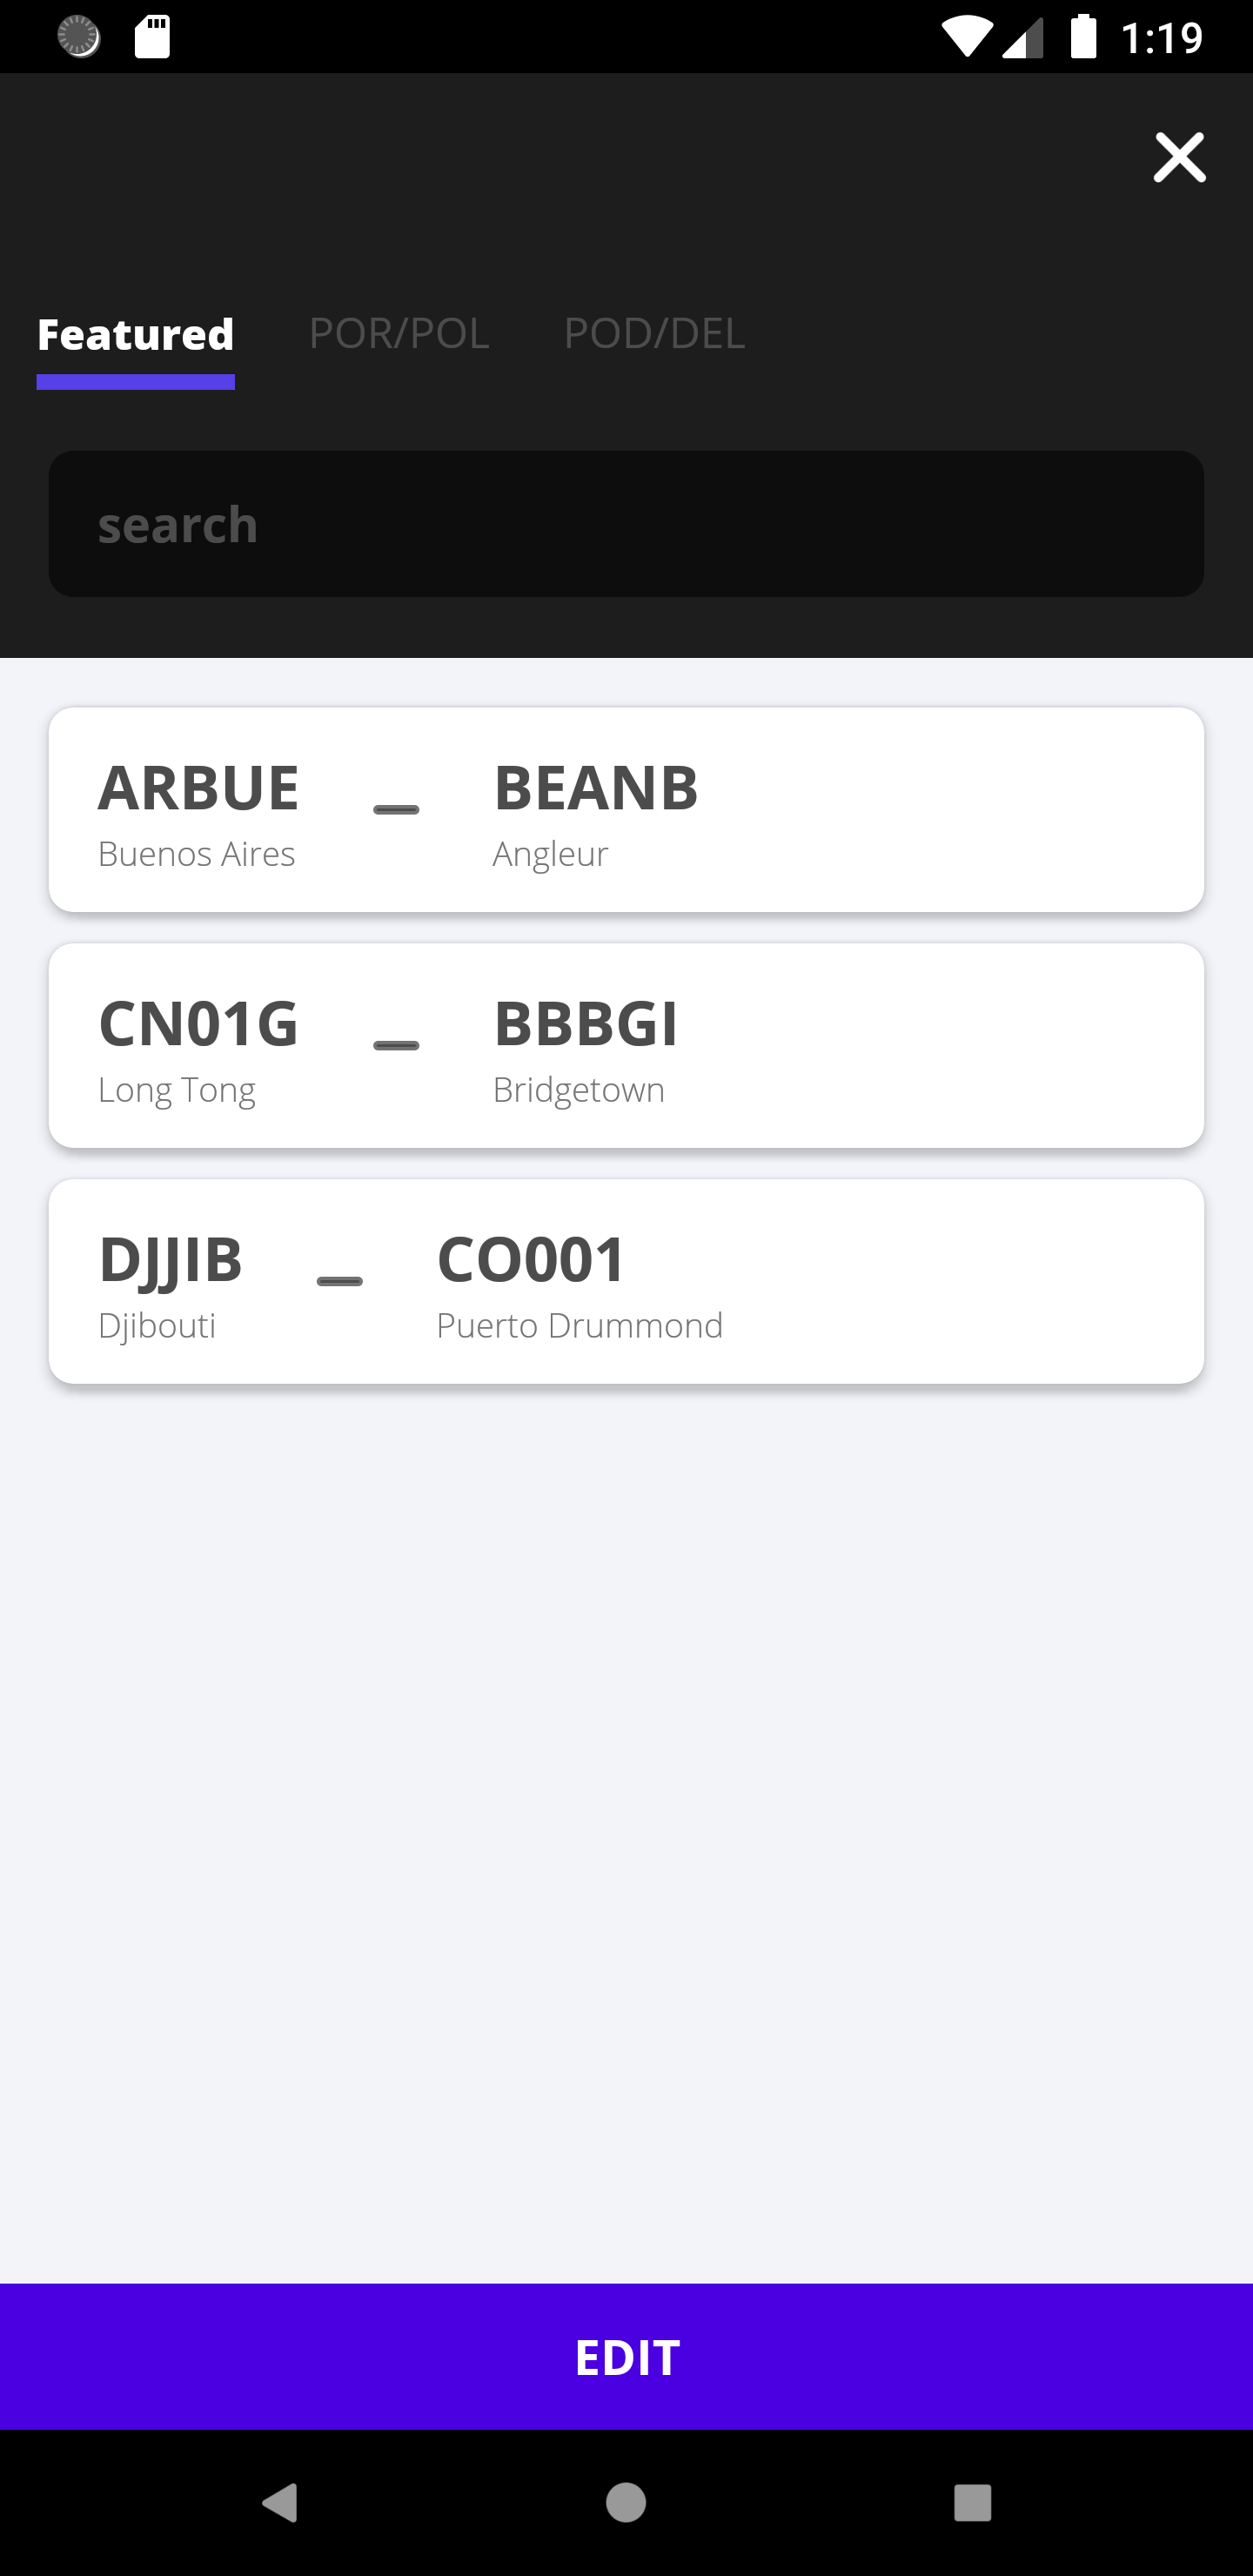 1:19
Featured POR/POL POD/DEL
search
ARBUE — BEANB
Buenos Aires Angleur
CN01G — BBBGI
Long Tong Bridgetown
DJJIB — CO001
Djibouti Puerto Drummond
EDIT